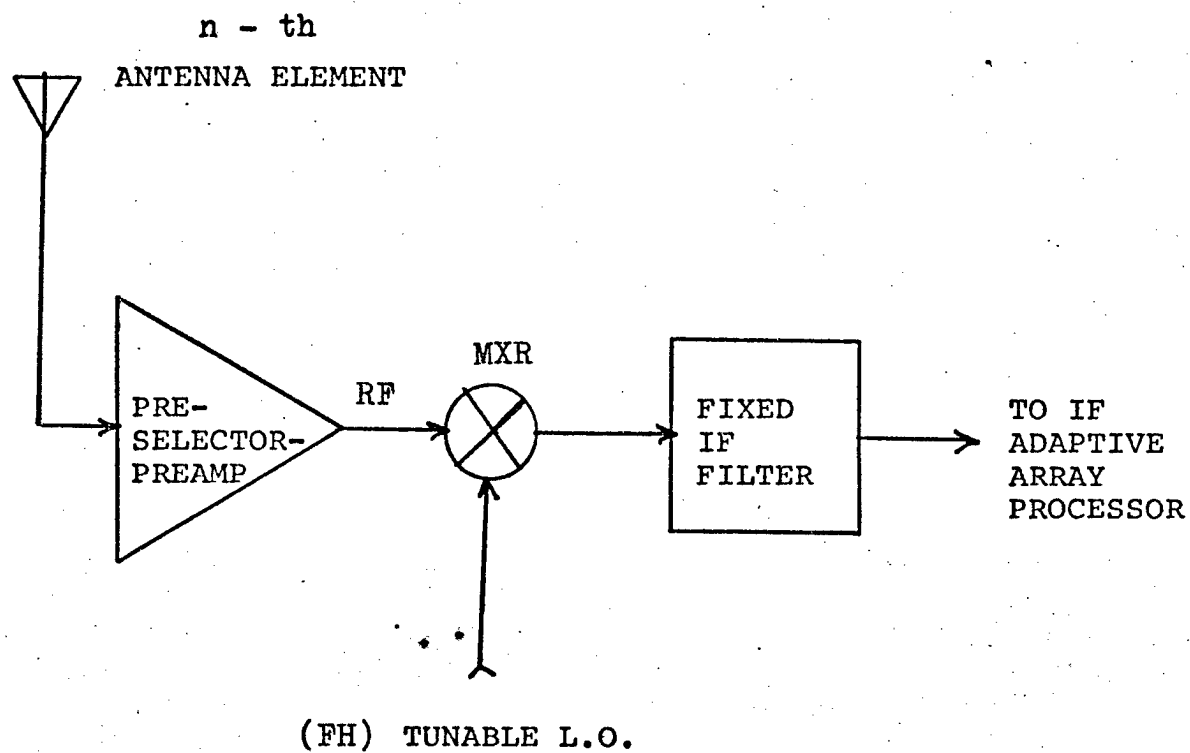 n - th
ANTENNA ELEMENT
PRE-
SELECTOR-
PREAMP
RF
MXR
FIXED
IF
FILTER
TO IF
ADAPTIVE
ARRAY
PROCESSOR
(FH) TUNABLE L.O.